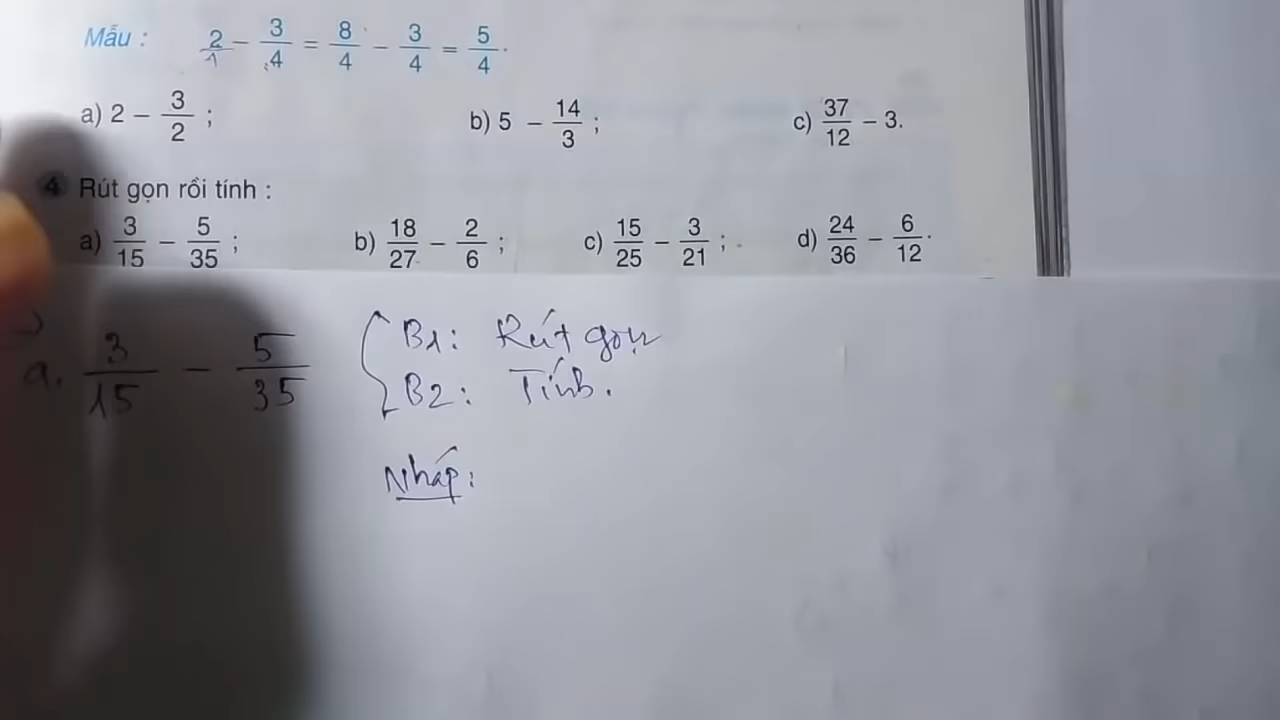 Mẫu : 2/1 − 3/4 = 8/4 − 3/4 = 5/4.
a) 2 − 3/2 ; b) 5 − 14/3 ; c) 37/12 − 3.
4 Rút gọn rồi tính :
a) 3/15 − 5/35 ; b) 18/27 − 2/6 ; c) 15/25 − 3/21 ; d) 24/36 − 6/12.
a. 3/15 − 5/35 { B1: Rút gọn
B2: Tính.
Nháp: